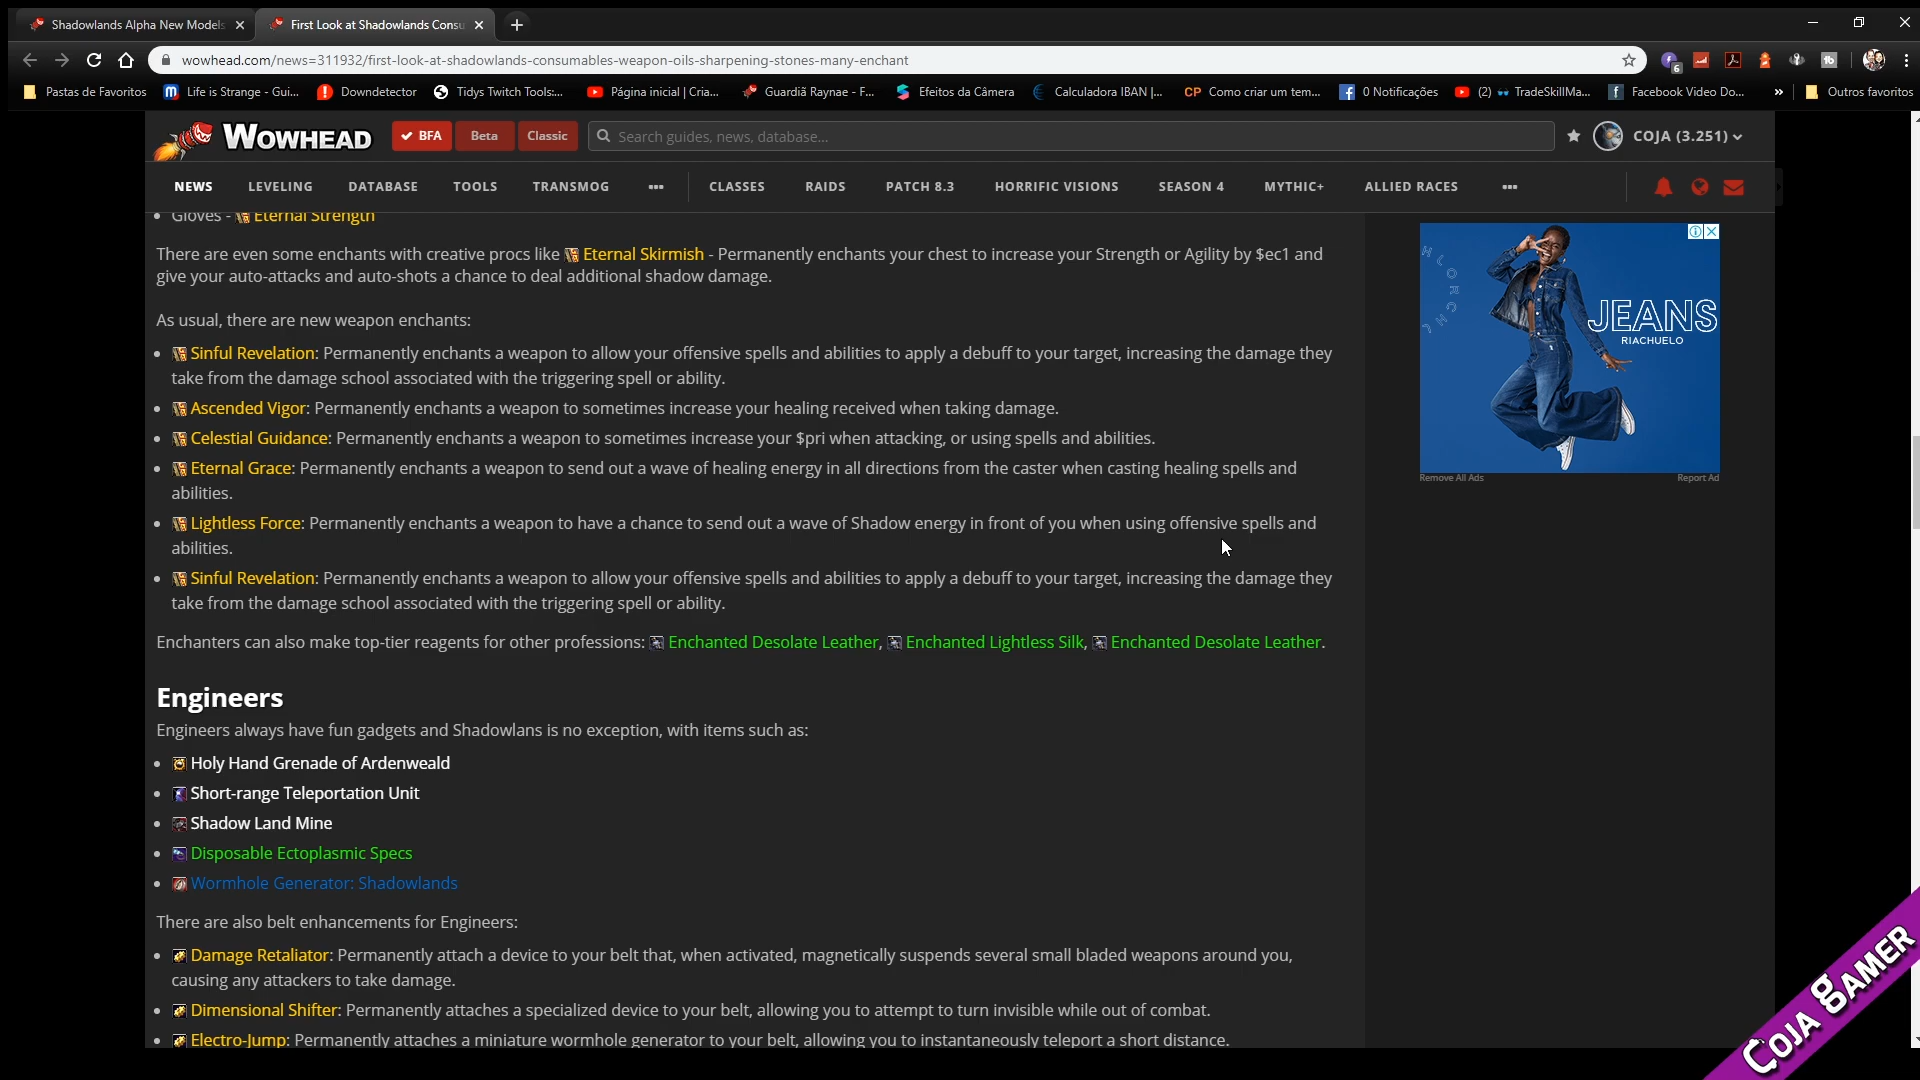 Shadowlands Alpha New Models
First Look at Shadowlands Consu
wowhead.com/news=311932/first-look-at-shadowlands-consumables-weapon-oils-sharpening-stones-many-enchant
6
Pastas de Favoritos
Life is Strange - Gui...
Downdetector
Tidys Twitch Tools:...
Página inicial | Cria...
Guardiã Raynae - F...
Efeitos da Câmera
Calculadora IBAN |...
CP Como criar um tem...
0 Notificações
(2) TradeSkillMa...
Facebook Video Do...
»
Outros favoritos
WOWHEAD
BFA
Beta
Classic
Search guides, news, database...
COJA (3.251)
NEWS LEVELING DATABASE TOOLS TRANSMOG ••• CLASSES RAIDS PATCH 8.3 HORRIFIC VISIONS SEASON 4 MYTHIC+ ALLIED RACES •••
• Gloves - Eternal Strength
There are even some enchants with creative procs like Eternal Skirmish - Permanently enchants your chest to increase your Strength or Agility by $ec1 and
give your auto-attacks and auto-shots a chance to deal additional shadow damage.
As usual, there are new weapon enchants:
• Sinful Revelation: Permanently enchants a weapon to allow your offensive spells and abilities to apply a debuff to your target, increasing the damage they
take from the damage school associated with the triggering spell or ability.
• Ascended Vigor: Permanently enchants a weapon to sometimes increase your healing received when taking damage.
• Celestial Guidance: Permanently enchants a weapon to sometimes increase your $pri when attacking, or using spells and abilities.
• Eternal Grace: Permanently enchants a weapon to send out a wave of healing energy in all directions from the caster when casting healing spells and
abilities.
• Lightless Force: Permanently enchants a weapon to have a chance to send out a wave of Shadow energy in front of you when using offensive spells and
abilities.
• Sinful Revelation: Permanently enchants a weapon to allow your offensive spells and abilities to apply a debuff to your target, increasing the damage they
take from the damage school associated with the triggering spell or ability.
Enchanters can also make top-tier reagents for other professions: Enchanted Desolate Leather, Enchanted Lightless Silk, Enchanted Desolate Leather.
Engineers
Engineers always have fun gadgets and Shadowlans is no exception, with items such as:
• Holy Hand Grenade of Ardenweald
• Short-range Teleportation Unit
• Shadow Land Mine
• Disposable Ectoplasmic Specs
• Wormhole Generator: Shadowlands
There are also belt enhancements for Engineers:
• Damage Retaliator: Permanently attach a device to your belt that, when activated, magnetically suspends several small bladed weapons around you,
causing any attackers to take damage.
• Dimensional Shifter: Permanently attaches a specialized device to your belt, allowing you to attempt to turn invisible while out of combat.
• Electro-Jump: Permanently attaches a miniature wormhole generator to your belt, allowing you to instantaneously teleport a short distance.
JEANS
RIACHUELO
Remove All Ads
Report Ad
COJA GAMER